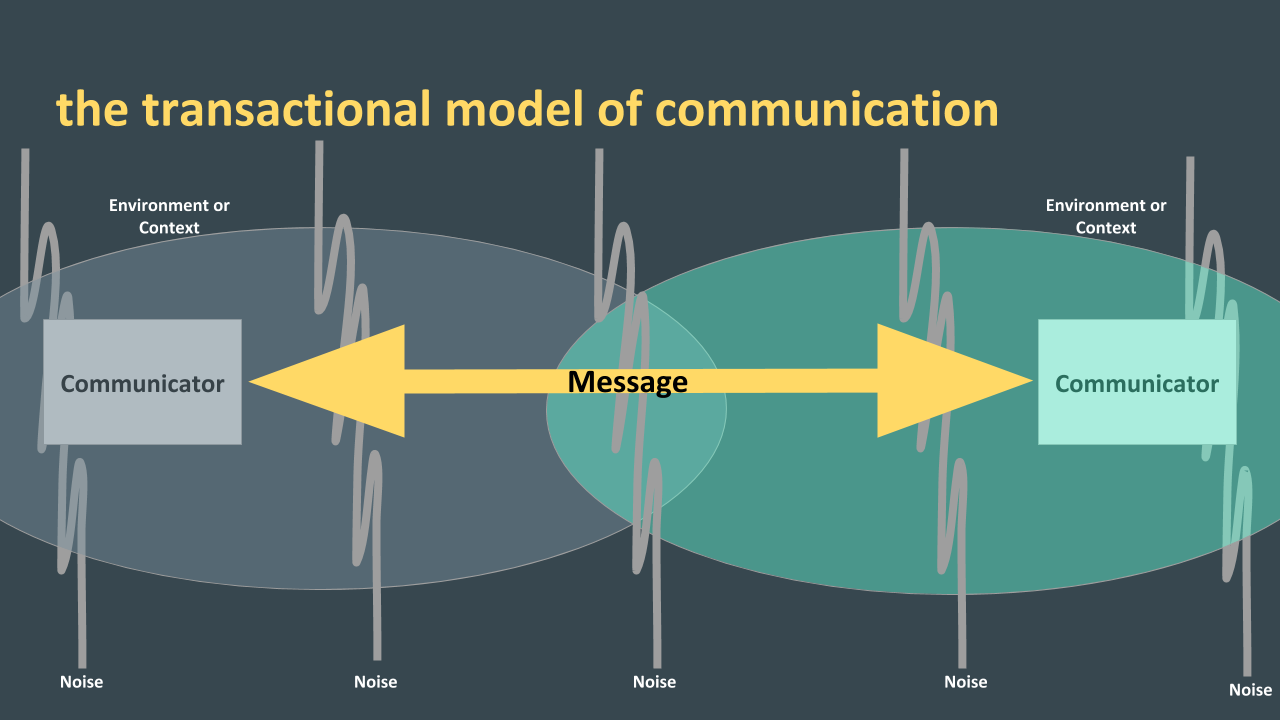 the transactional model of communication
Environment or
Context
Environment or
Context
Communicator
Message
Communicator
Noise
Noise
Noise
Noise
Noise